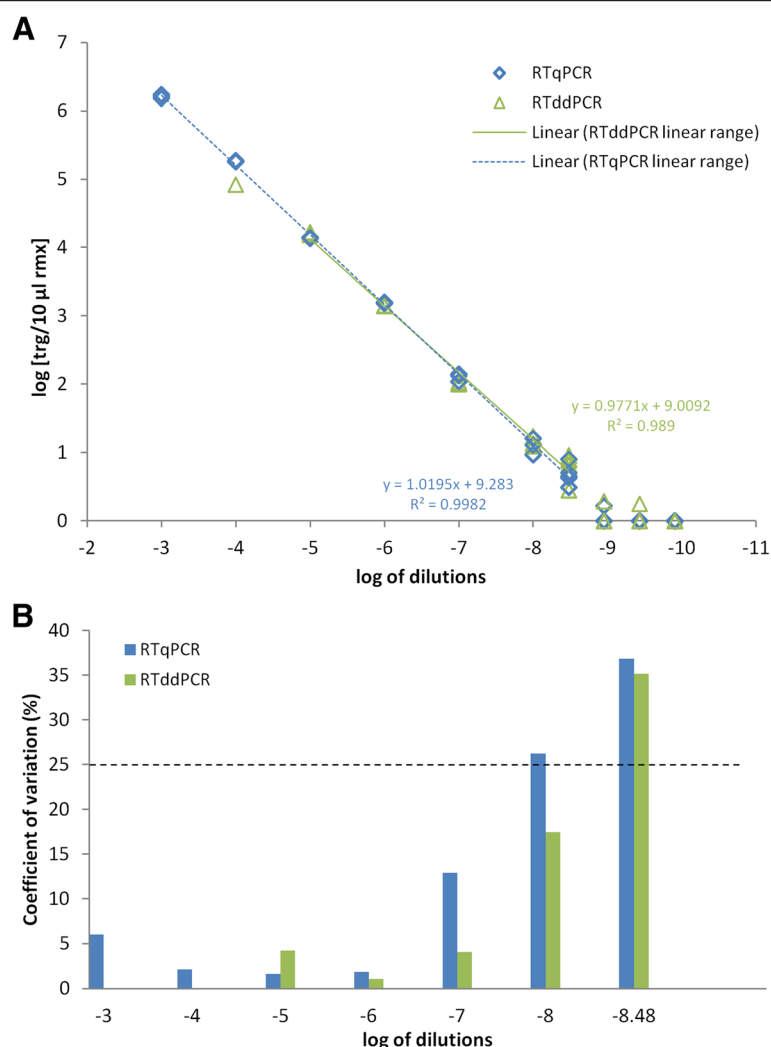 A
7
6
5
4
3
2
1
0
log [trg/10 µl rmx]
RTqPCR
RTddPCR
Linear (RTddPCR linear range)
Linear (RTqPCR linear range)
y = 0.9771x + 9.0092
R² = 0.989
y = 1.0195x + 9.283
R² = 0.9982
-2 -3 -4 -5 -6 -7 -8 -9 -10 -11
log of dilutions
B
40
35
30
25
20
15
10
5
0
Coefficient of variation (%)
RTqPCR
RTddPCR
-3 -4 -5 -6 -7 -8 -8.48
log of dilutions